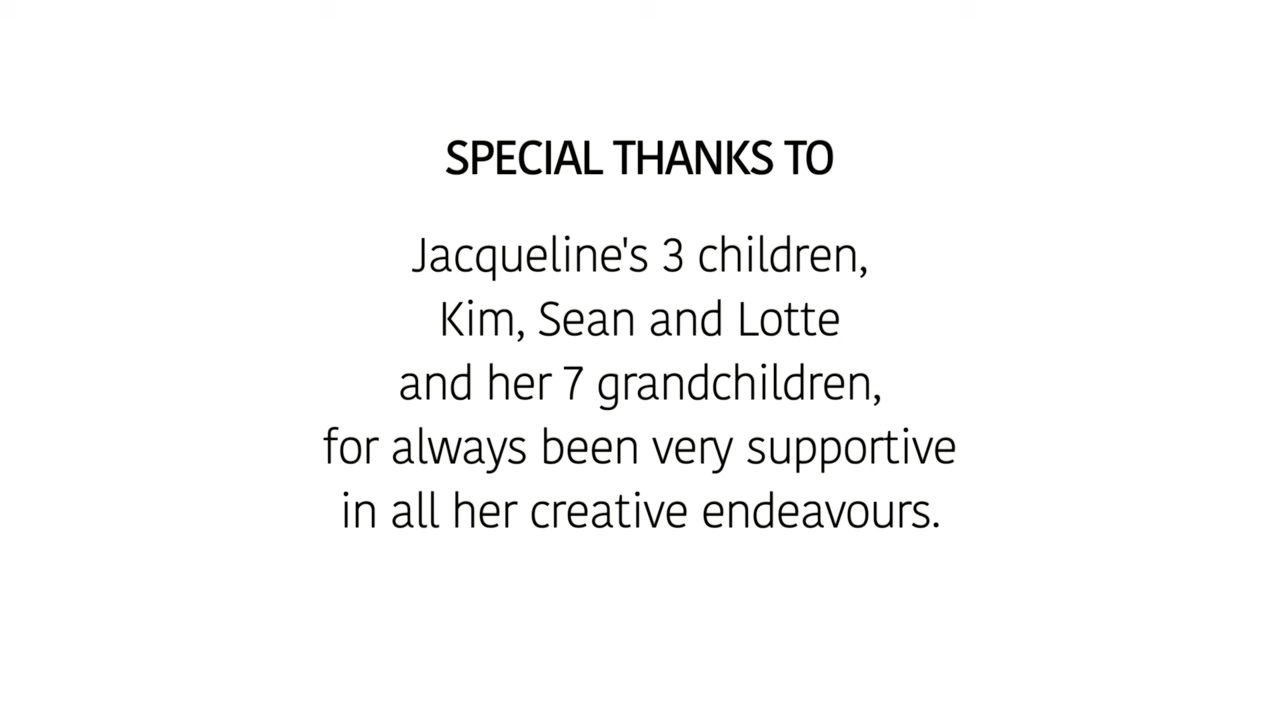 SPECIAL THANKS TO
Jacqueline's 3 children,
Kim, Sean and Lotte
and her 7 grandchildren,
for always been very supportive
in all her creative endeavours.